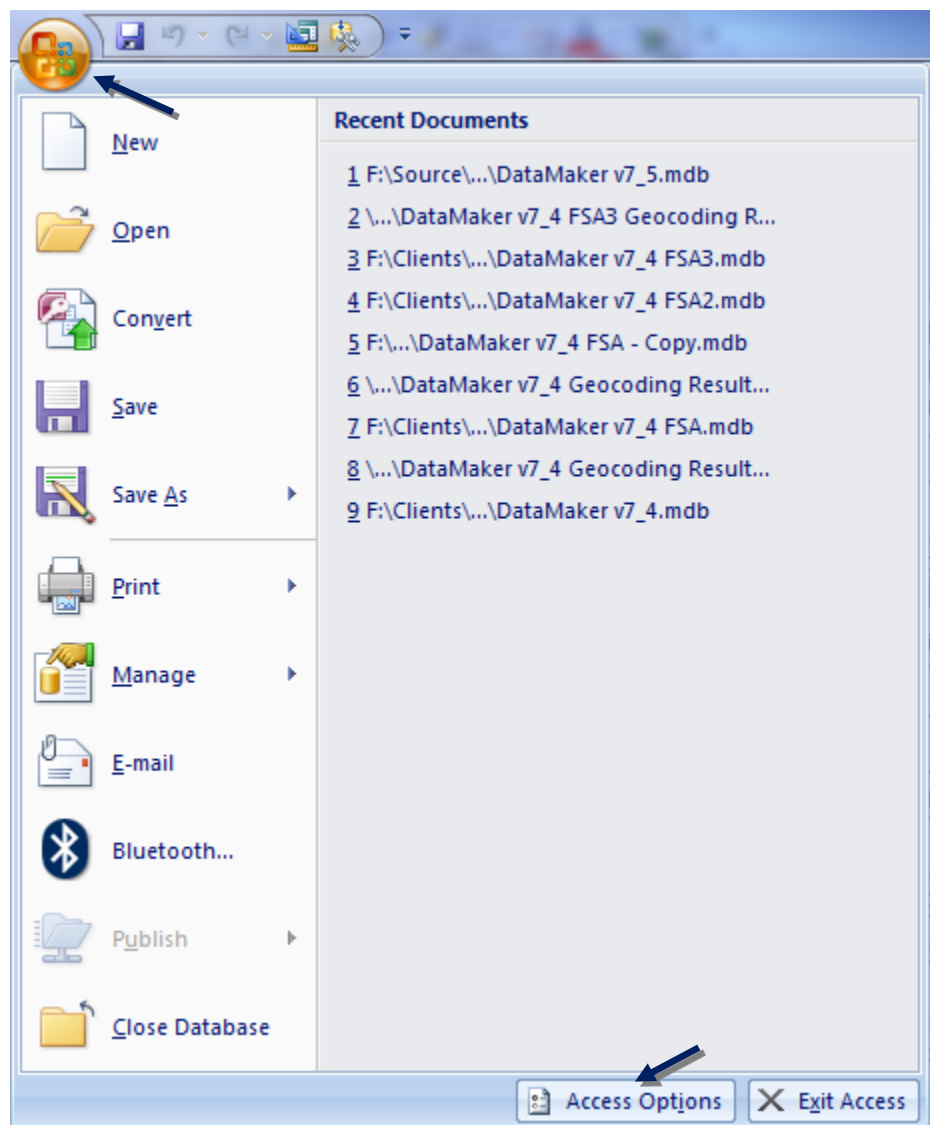 New
Open
Convert
Save
Save As
Print
Manage
E-mail
Bluetooth...
Publish
Close Database
Recent Documents
1 F:\Source\...\DataMaker v7_5.mdb
2 \...\DataMaker v7_4 FSA3 Geocoding R...
3 F:\Clients\...\DataMaker v7_4 FSA3.mdb
4 F:\Clients\...\DataMaker v7_4 FSA2.mdb
5 F:\...\DataMaker v7_4 FSA - Copy.mdb
6 \...\DataMaker v7_4 Geocoding Result...
7 F:\Clients\...\DataMaker v7_4 FSA.mdb
8 \...\DataMaker v7_4 Geocoding Result...
9 F:\Clients\...\DataMaker v7_4.mdb
Access Options
Exit Access